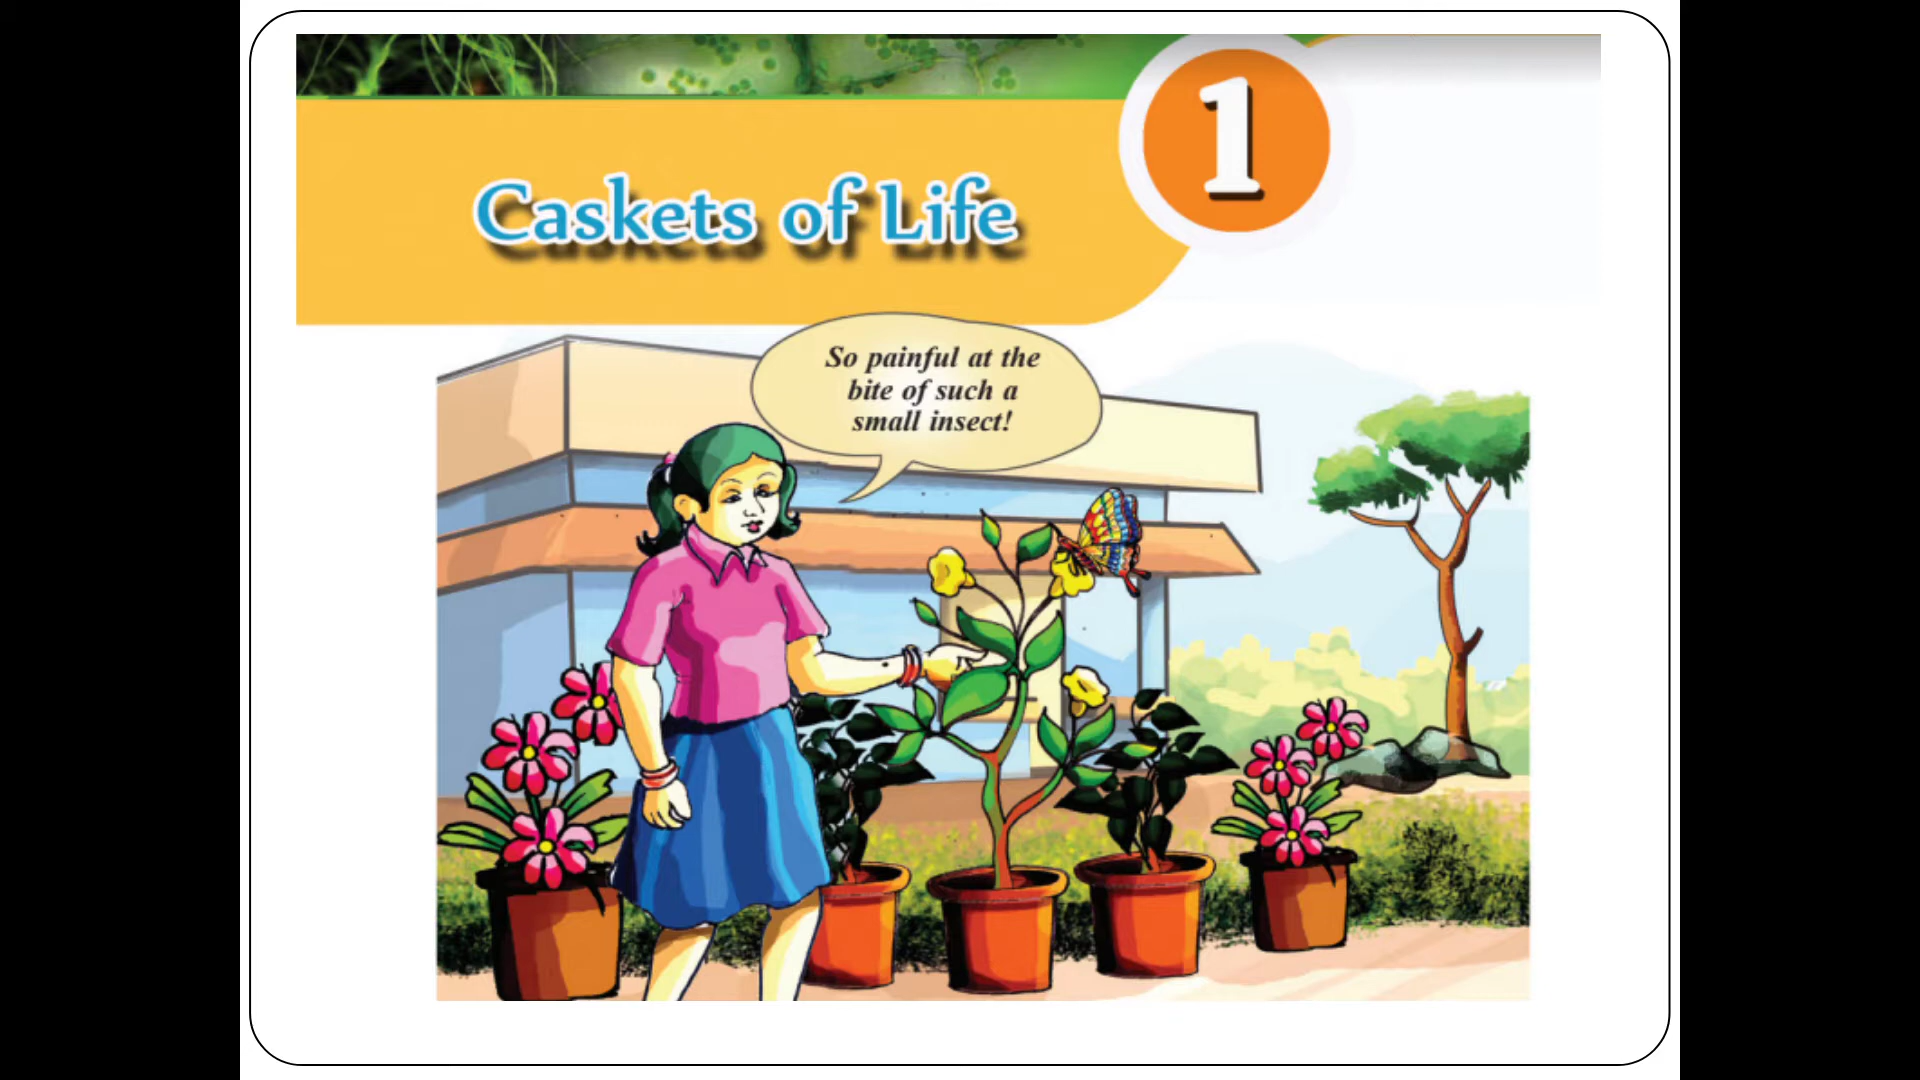 1
Caskets of Life
So painful at the
bite of such a
small insect!